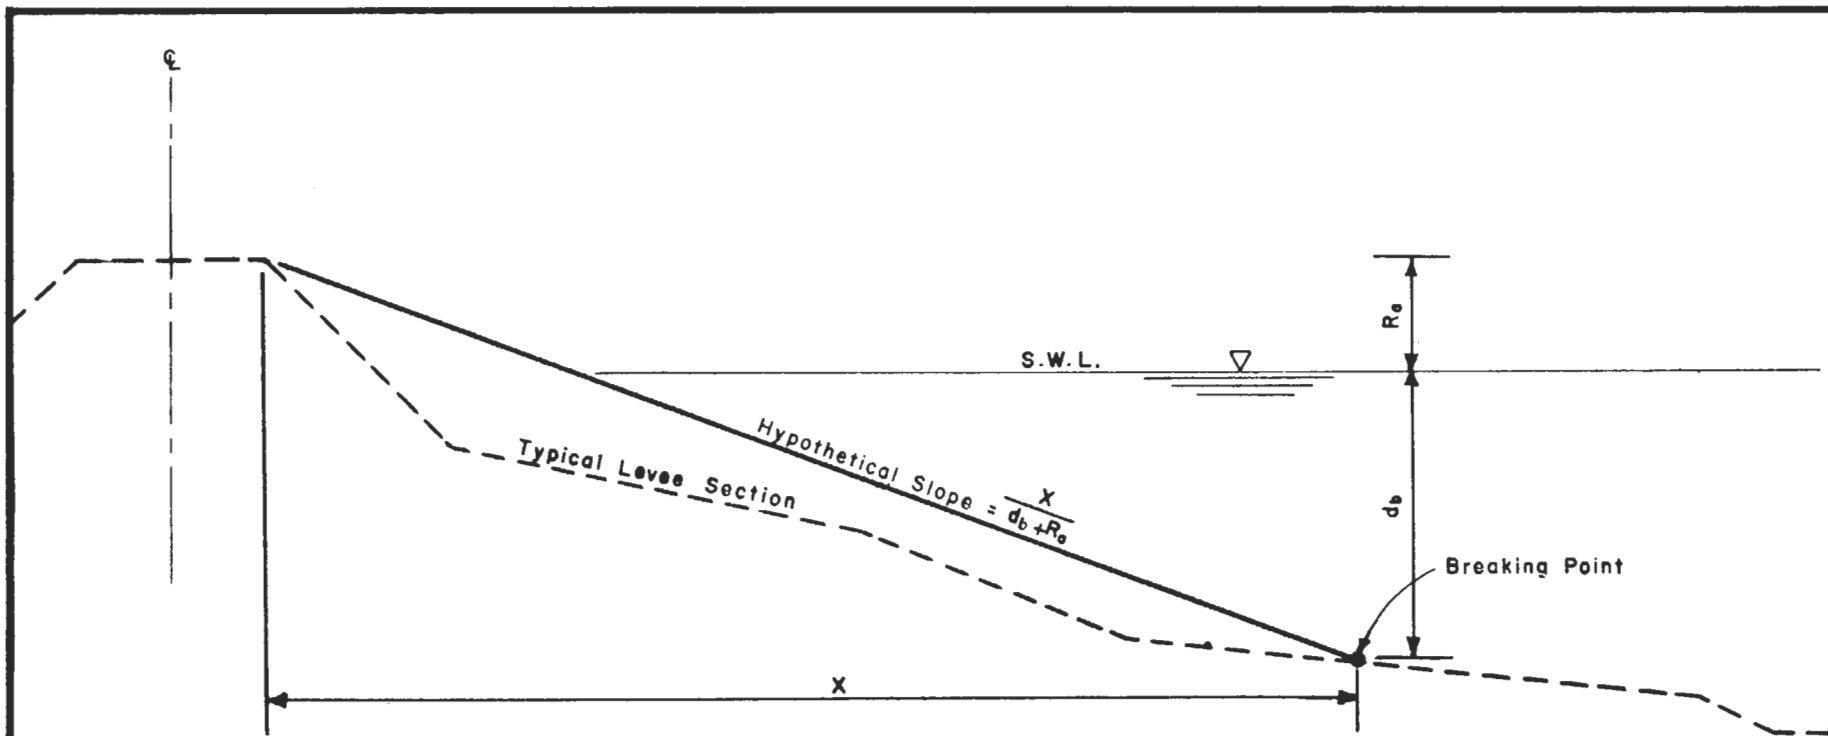 ℄
Rₐ
S.W.L.
d_b
Typical Levee Section
Hypothetical Slope = X / (d_b + Rₐ)
Breaking Point
X